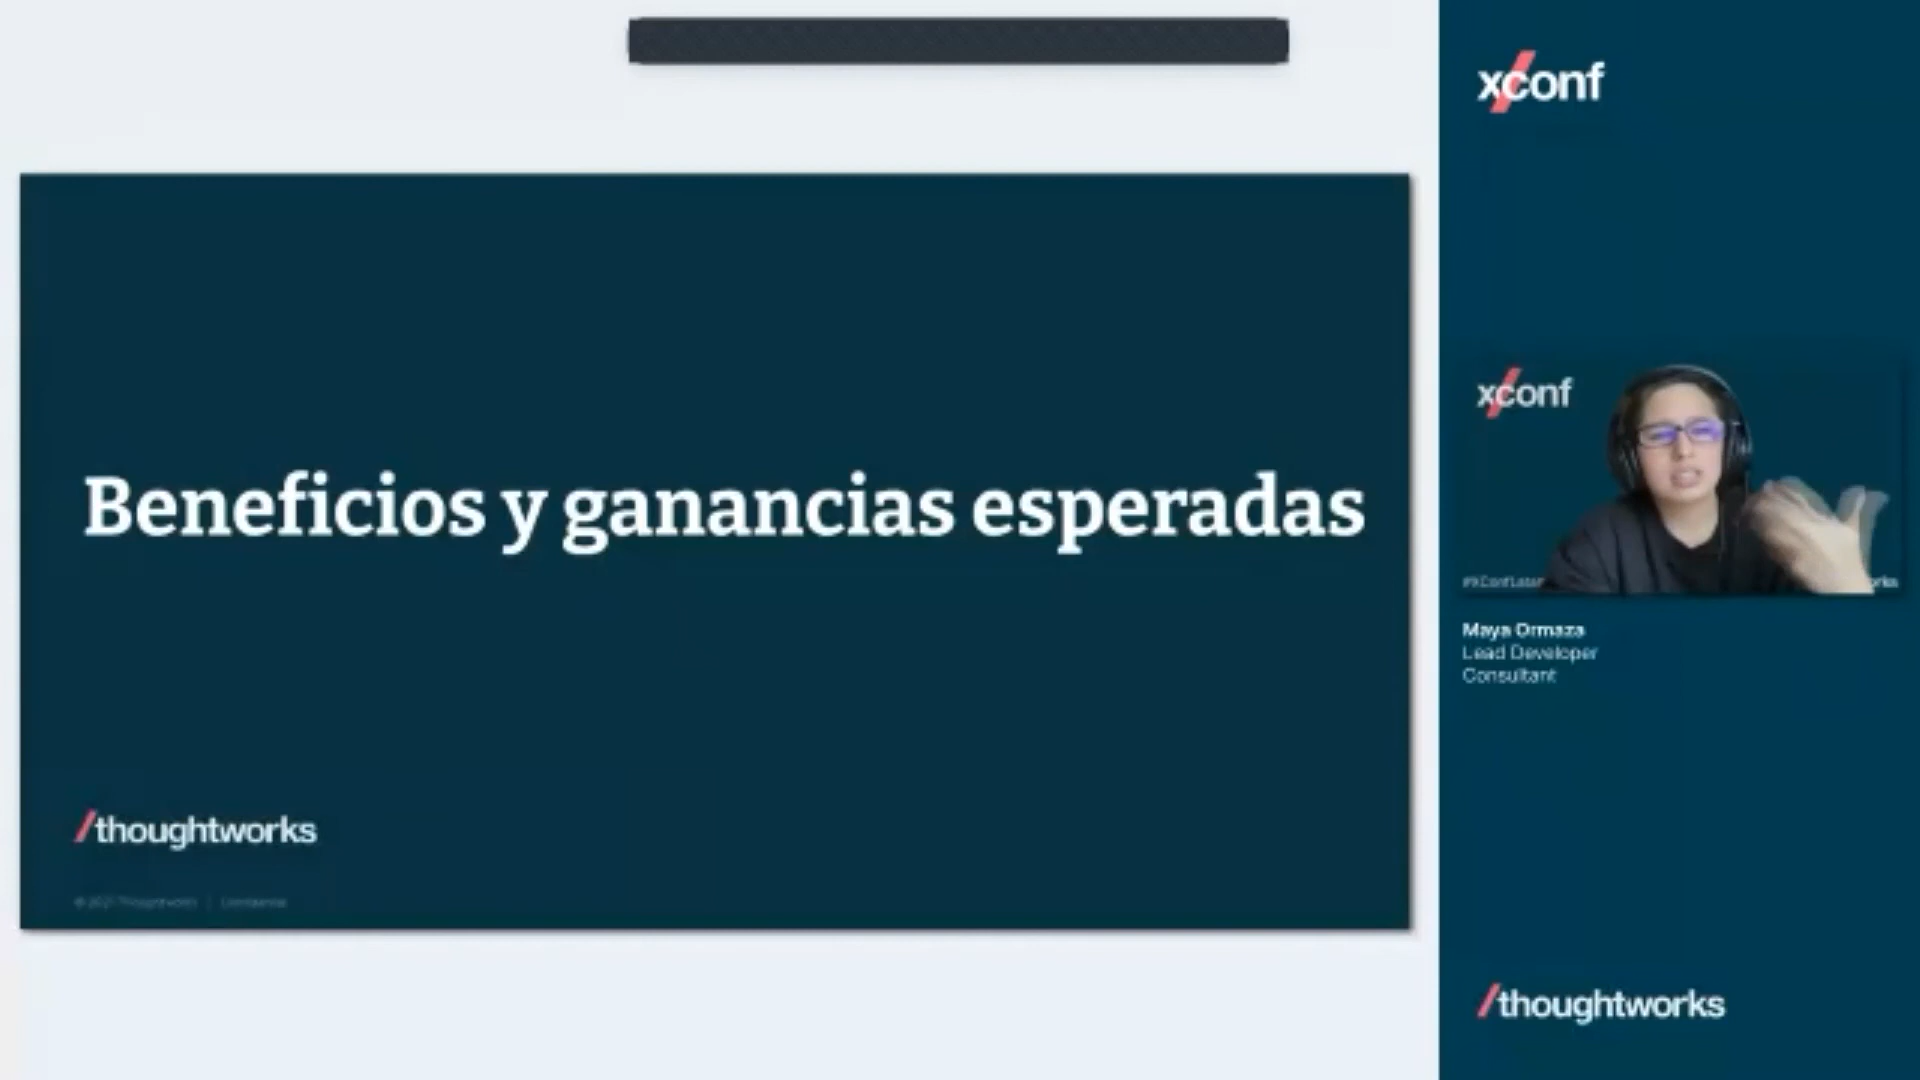 xconf
Beneficios y ganancias esperadas
/thoughtworks
xconf
Maya Ormaza
Lead Developer
Consultant
/thoughtworks